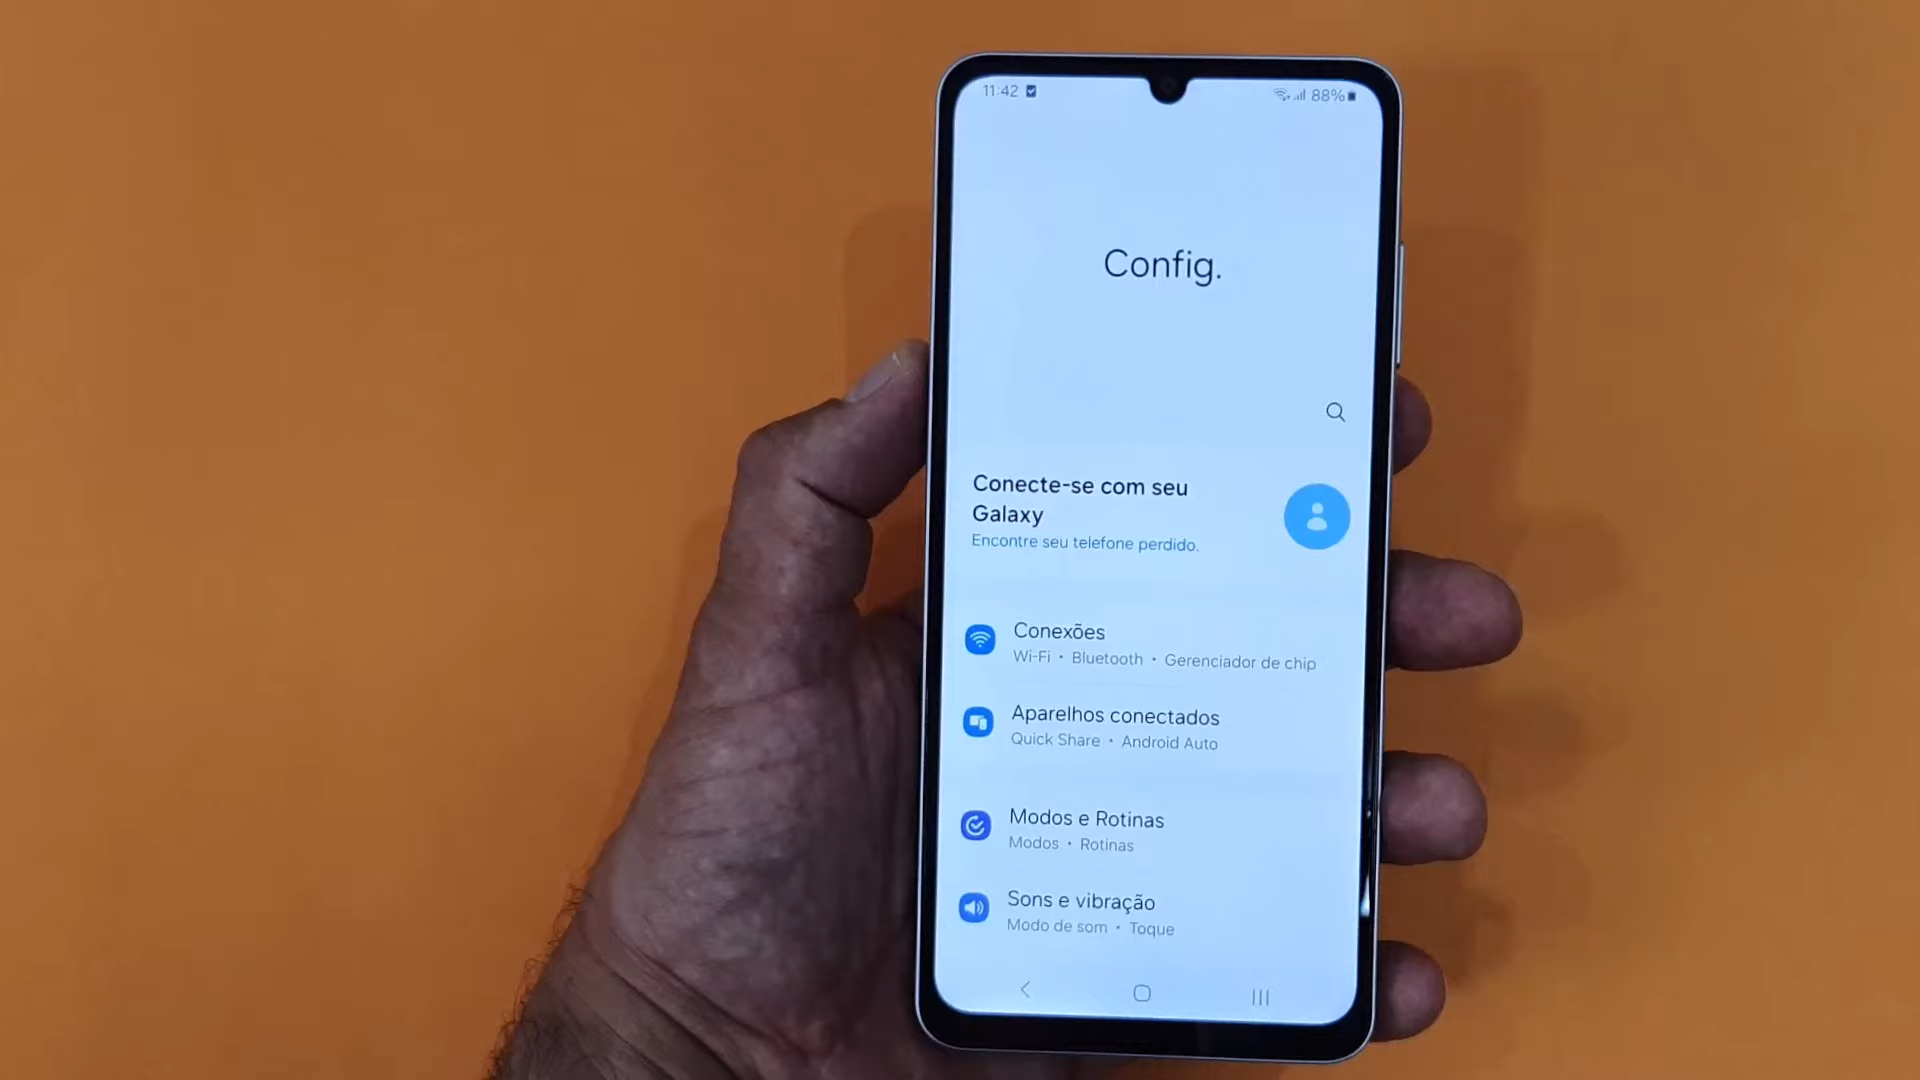 11:42
88%
Config.
Conecte-se com seu
Galaxy
Encontre seu telefone perdido.
Conexões
Wi-Fi • Bluetooth • Gerenciador de chip
Aparelhos conectados
Quick Share • Android Auto
Modos e Rotinas
Modos • Rotinas
Sons e vibração
Modo de som • Toque